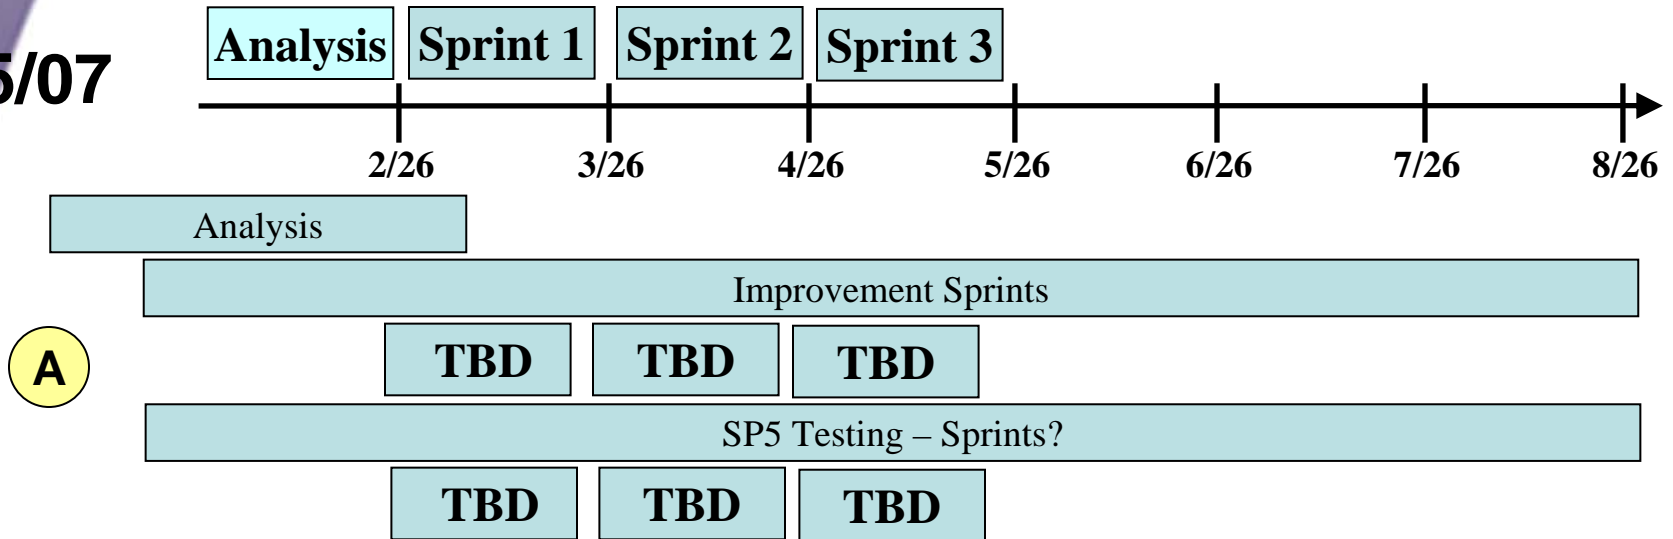 Analysis Sprint 1 Sprint 2 Sprint 3
5/07
2/26 3/26 4/26 5/26 6/26 7/26 8/26
Analysis
Improvement Sprints
A TBD TBD TBD
SP5 Testing – Sprints?
TBD TBD TBD